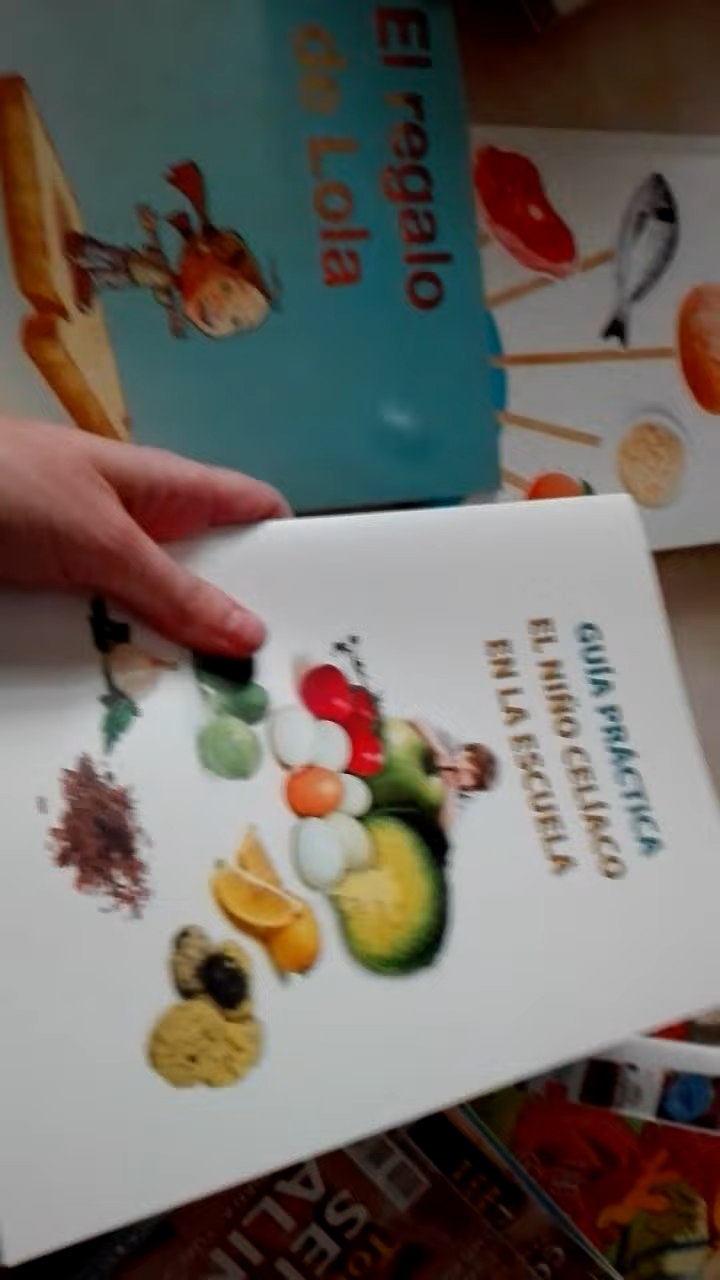 El regalo
de Lola
GUÍA PRÁCTICA
EL NIÑO CELÍACO
EN LA ESCUELA